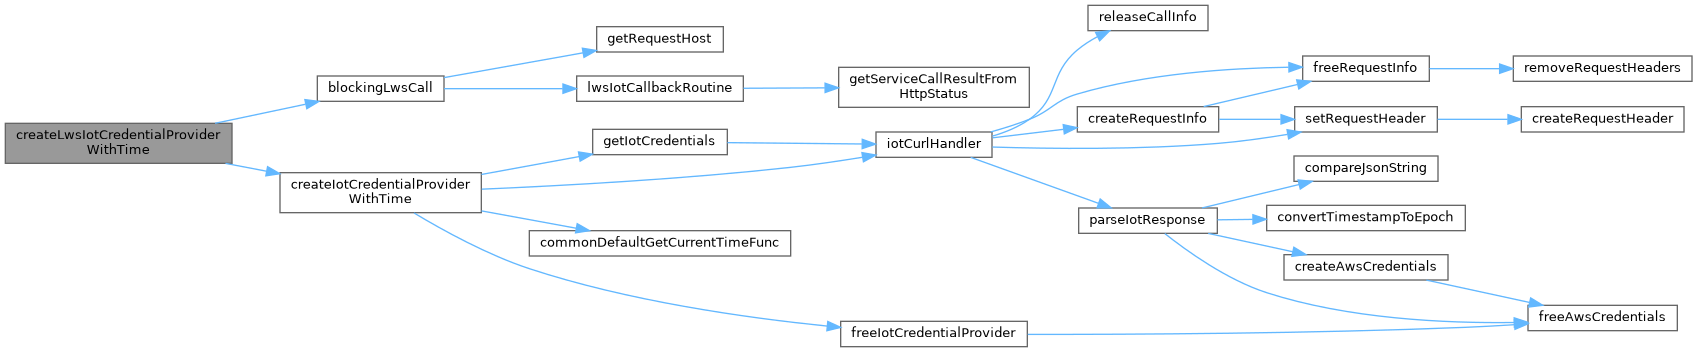 createLwsIotCredentialProvider
WithTime
blockingLwsCall
getRequestHost
lwsIotCallbackRoutine
getServiceCallResultFrom
HttpStatus
createIotCredentialProvider
WithTime
getIotCredentials
commonDefaultGetCurrentTimeFunc
freeIotCredentialProvider
iotCurlHandler
releaseCallInfo
freeRequestInfo
removeRequestHeaders
createRequestInfo
setRequestHeader
createRequestHeader
parseIotResponse
compareJsonString
convertTimestampToEpoch
createAwsCredentials
freeAwsCredentials